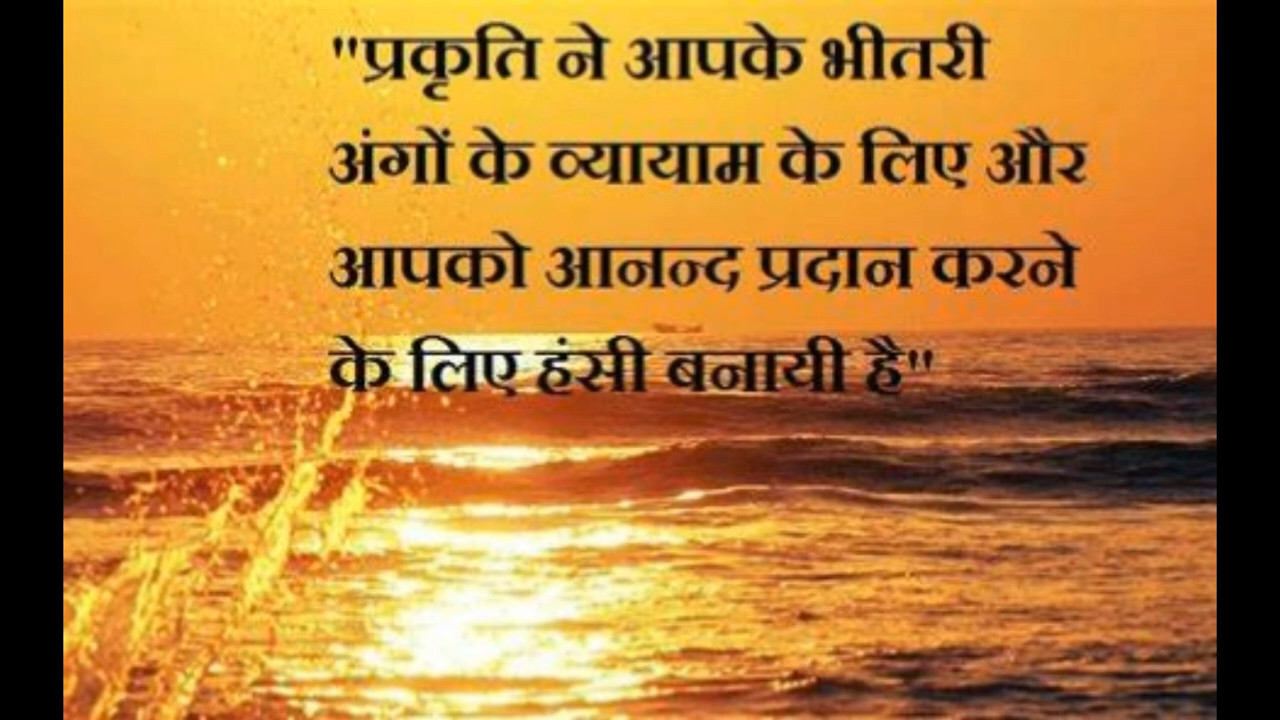 "प्रकृति ने आपके भीतरी
अंगों के व्यायाम के लिए और
आपको आनन्द प्रदान करने
के लिए हंसी बनायी है"